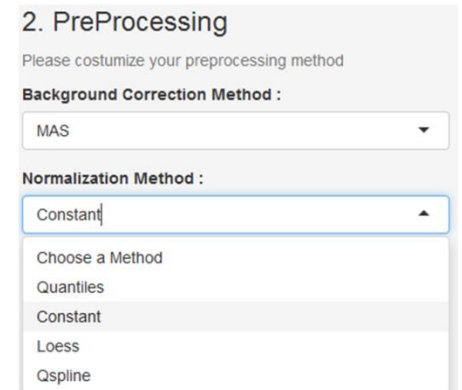 2. PreProcessing
Please costumize your preprocessing method
Background Correction Method :
MAS
Normalization Method :
Constant
Choose a Method
Quantiles
Constant
Loess
Qspline